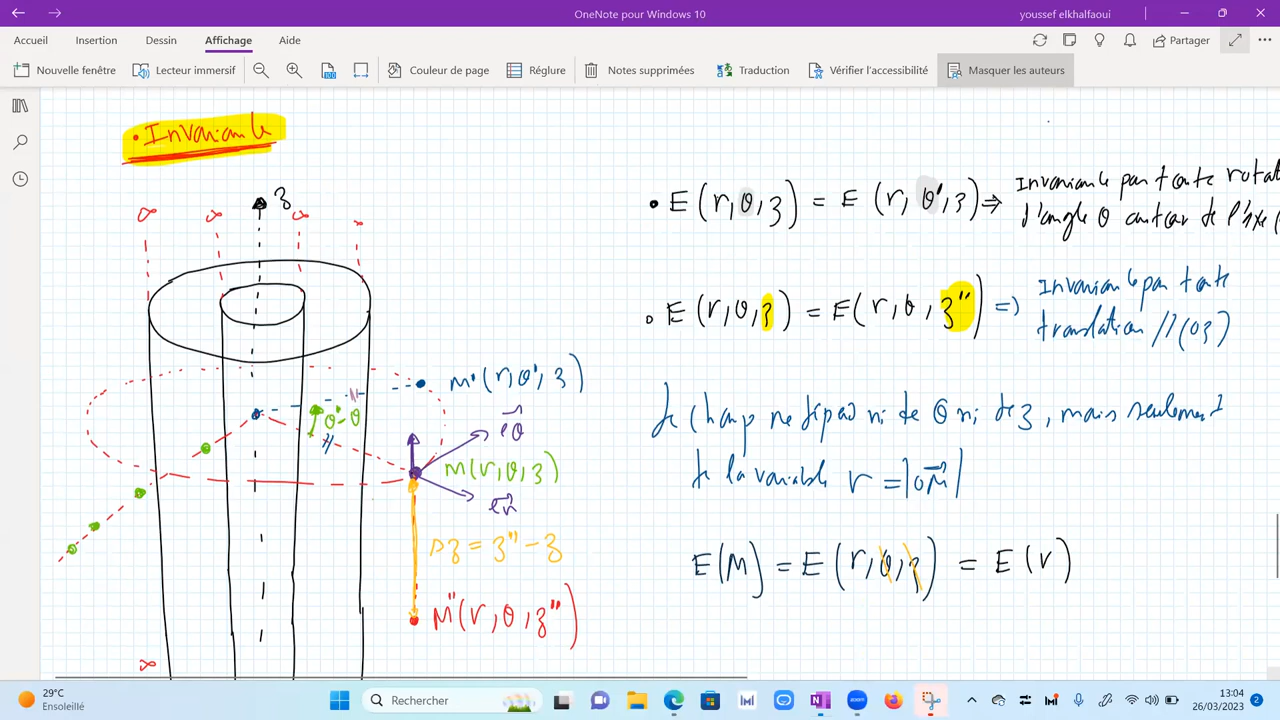 OneNote pour Windows 10
youssef elkhalfaoui
Accueil Insertion Dessin Affichage Aide
Partager
Nouvelle fenêtre Lecteur immersif Couleur de page Réglure Notes supprimées Traduction Vérifier l'accessibilité Masquer les auteurs
• Invariance
z
∞ ∞ ∞ ∞
• E(r,θ,z) = E(r,θ',z) ⇒ Invariance par toute rotat
d'angle θ autour de l'axe (
• E(r,θ,z) = E(r,θ,z'') ⇒ Invariance par toute
translation // (oz)
M'(r,θ',z)
θ'-θ
eθ
M(r,θ,z)
er
Δz = z'' - z
M''(r,θ,z'')
∞
Le champ ne dépend ni de θ ni de z, mais seulement
de la variable r = |OM|
E(M) = E(r,θ,z) = E(r)
29°C
Ensoleillé
Rechercher
13:04
26/03/2023
2